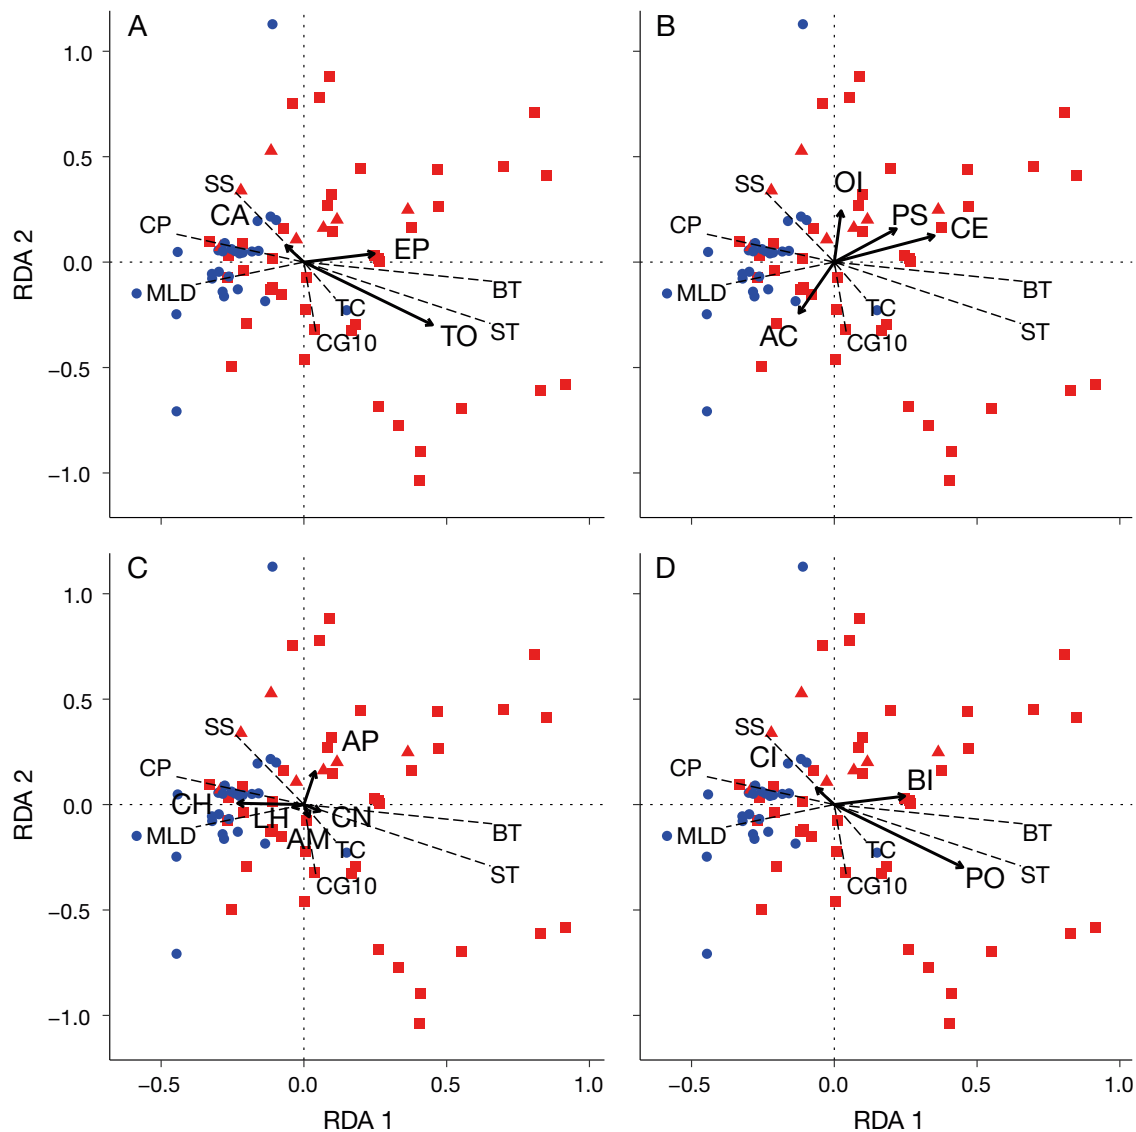 A
B
1.0
0.5
0.0
−0.5
−1.0
RDA 2
SS
CA
CP
EP
MLD
BT
TC
ST
TO
CG10
SS
OI
PS
CE
CP
MLD
BT
TC
ST
AC
CG10
C
D
1.0
0.5
0.0
−0.5
−1.0
RDA 2
SS
AP
CP
CH
LH
CN
MLD
AM
BT
TC
ST
CG10
SS
CI
CP
BI
MLD
BT
TC
ST
PO
CG10
−0.5
0.0
0.5
1.0
−0.5
0.0
0.5
1.0
RDA 1
RDA 1